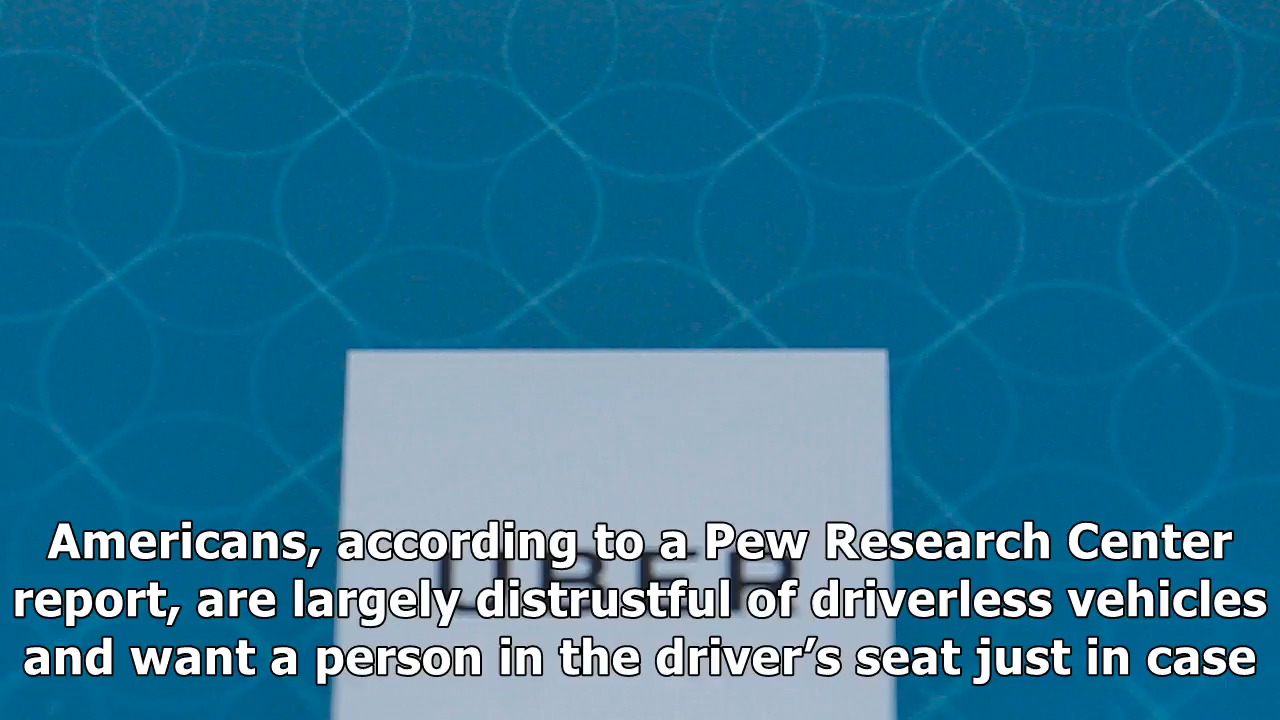 Americans, according to a Pew Research Center
report, are largely distrustful of driverless vehicles
and want a person in the driver’s seat just in case
UBER